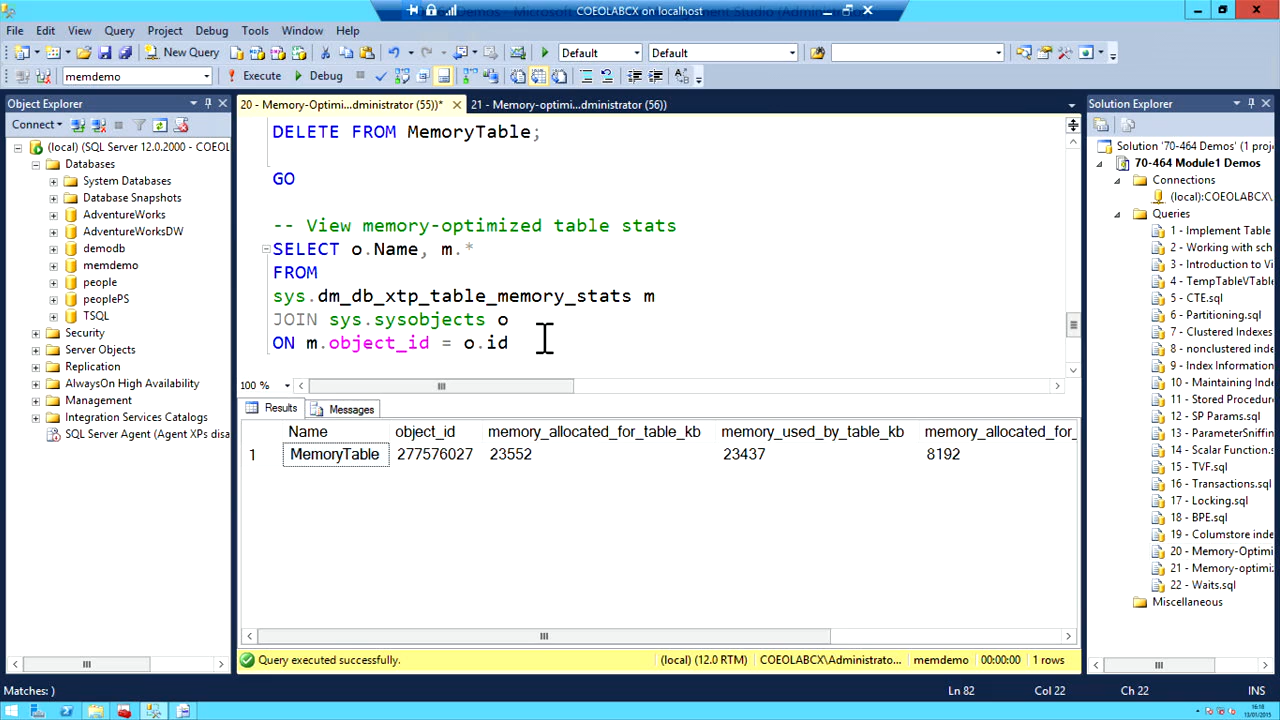 COEOLABCX on localhost
File Edit View Query Project Debug Tools Window Help
New Query Default Default
memdemo Execute Debug
Object Explorer
Connect
(local) (SQL Server 12.0.2000 - COEOL
Databases
System Databases
Database Snapshots
AdventureWorks
AdventureWorksDW
demodb
memdemo
people
peoplePS
TSQL
Security
Server Objects
Replication
AlwaysOn High Availability
Management
Integration Services Catalogs
SQL Server Agent (Agent XPs disa
20 - Memory-Optimi...dministrator (55))* 21 - Memory-optimi...dministrator (56))
DELETE FROM MemoryTable;
GO
-- View memory-optimized table stats
SELECT o.Name, m.*
FROM
sys.dm_db_xtp_table_memory_stats m
JOIN sys.sysobjects o
ON m.object_id = o.id
100 %
Results Messages
Name object_id memory_allocated_for_table_kb memory_used_by_table_kb memory_allocated_for_
1 MemoryTable 277576027 23552 23437 8192
Query executed successfully. (local) (12.0 RTM) COEOLABCX\Administrato... memdemo 00:00:00 1 rows
Solution Explorer
Solution '70-464 Demos' (1 proj
70-464 Module1 Demos
Connections
(local):COEOLABCX\
Queries
1 - Implement Table
2 - Working with sch
3 - Introduction to Vi
4 - TempTableVTable
5 - CTE.sql
6 - Partitioning.sql
7 - Clustered Indexes
8 - nonclustered inde
9 - Index Information
10 - Maintaining Ind
11 - Stored Procedure
12 - SP Params.sql
13 - ParameterSniffin
14 - Scalar Function.s
15 - TVF.sql
16 - Transactions.sql
17 - Locking.sql
18 - BPE.sql
19 - Columstore inde
20 - Memory-Optimi
21 - Memory-optimiz
22 - Waits.sql
Miscellaneous
Matches: ) Ln 82 Col 22 Ch 22 INS
16:18
13/01/2015